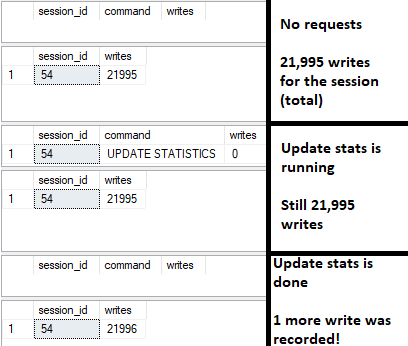 session_id command writes
No requests
session_id writes
1 54 21995
21,995 writes
for the session
(total)
session_id command writes
1 54 UPDATE STATISTICS 0
Update stats is
running
session_id writes
1 54 21995
Still 21,995
writes
session_id command writes
Update stats is
done
session_id writes
1 54 21996
1 more write was
recorded!